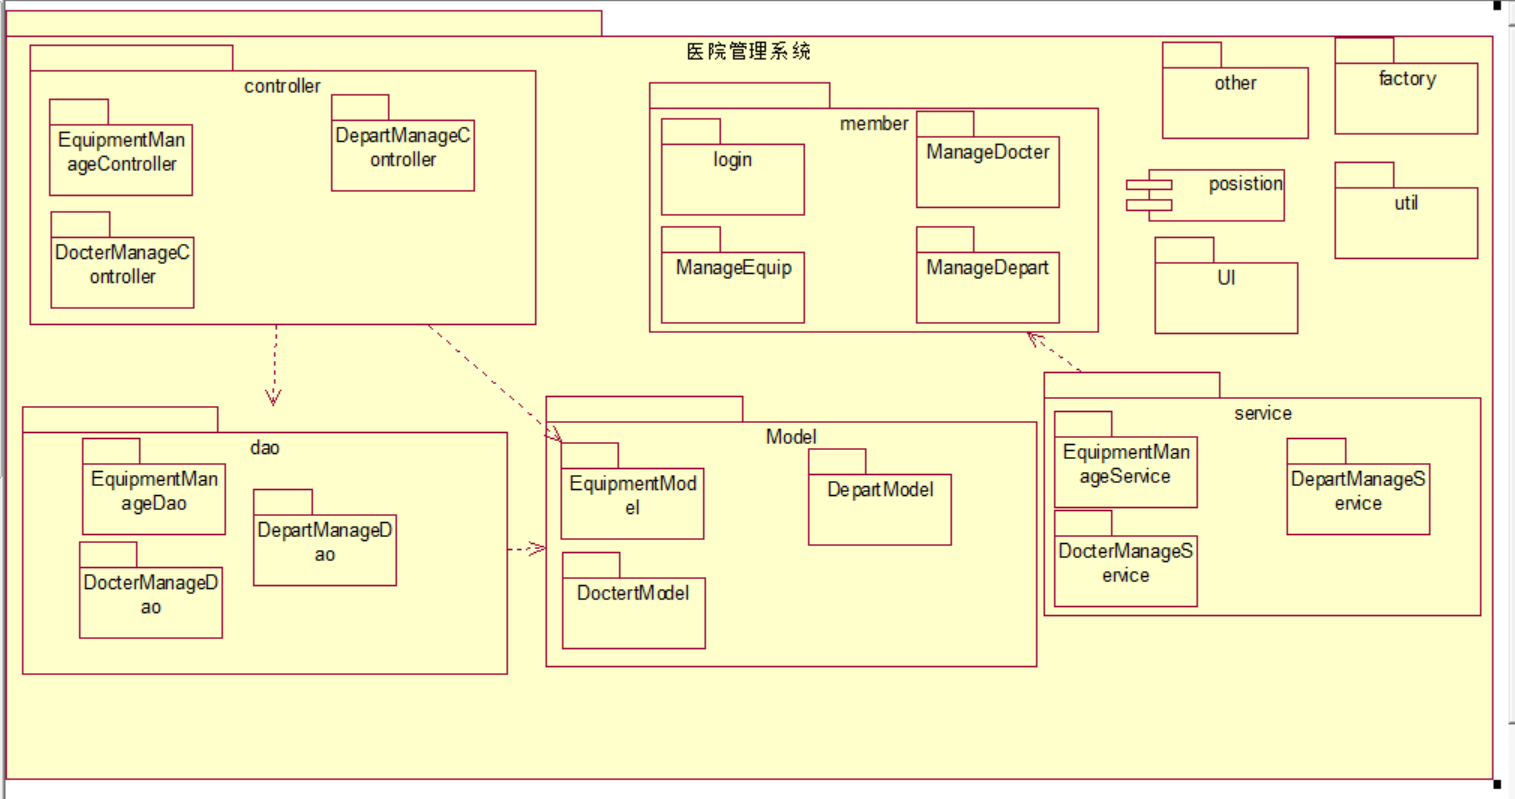 医院管理系统
controller
EquipmentMan
ageController
DepartManageC
ontroller
DocterManageC
ontroller
member
login
ManageDocter
ManageEquip
ManageDepart
other
factory
posistion
util
UI
dao
EquipmentMan
ageDao
DepartManageD
ao
DocterManageD
ao
Model
EquipmentMod
el
DepartModel
DoctertModel
service
EquipmentMan
ageService
DepartManageS
ervice
DocterManageS
ervice